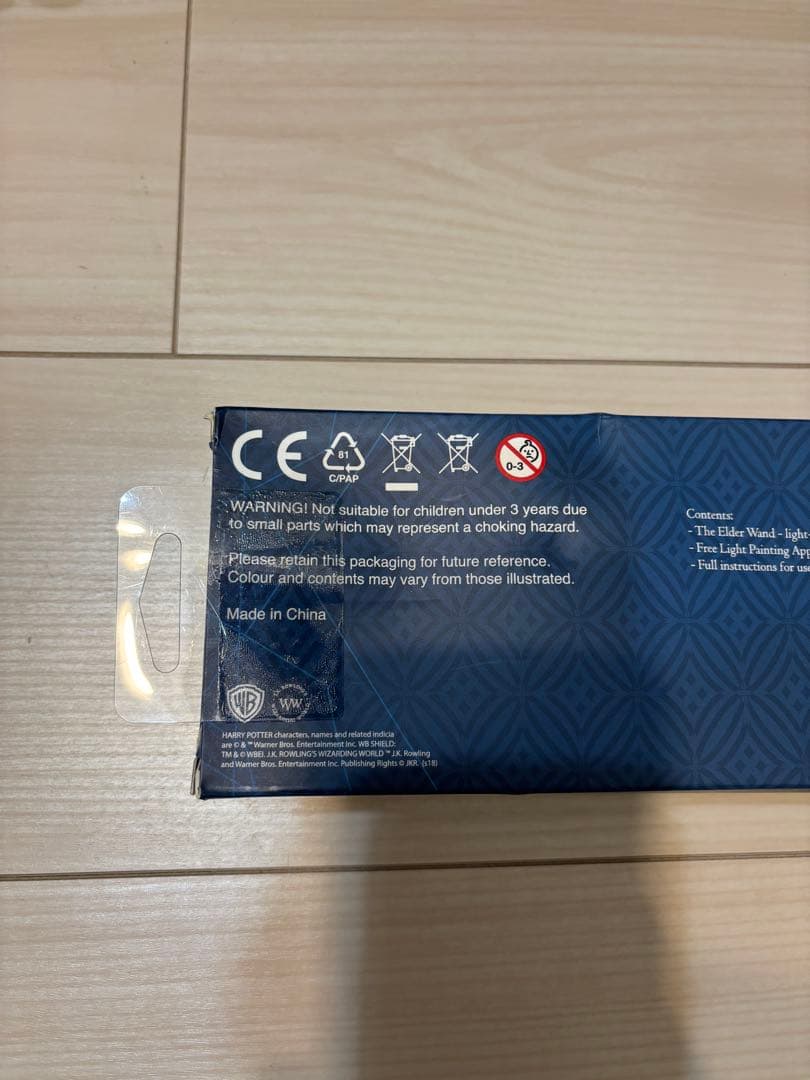 CE
81
C/PAP
0-3
WARNING! Not suitable for children under 3 years due
to small parts which may represent a choking hazard.
Please retain this packaging for future reference.
Colour and contents may vary from those illustrated.
Made in China
WB
WW
HARRY POTTER characters, names and related indicia
are © & ™ Warner Bros. Entertainment Inc. WB SHIELD:
TM & © WBEI. J.K. ROWLING'S WIZARDING WORLD ™ J.K. Rowling
and Warner Bros. Entertainment Inc. Publishing Rights © JKR. (s18)
Contents:
- The Elder Wand - light-
- Free Light Painting App
- Full instructions for use